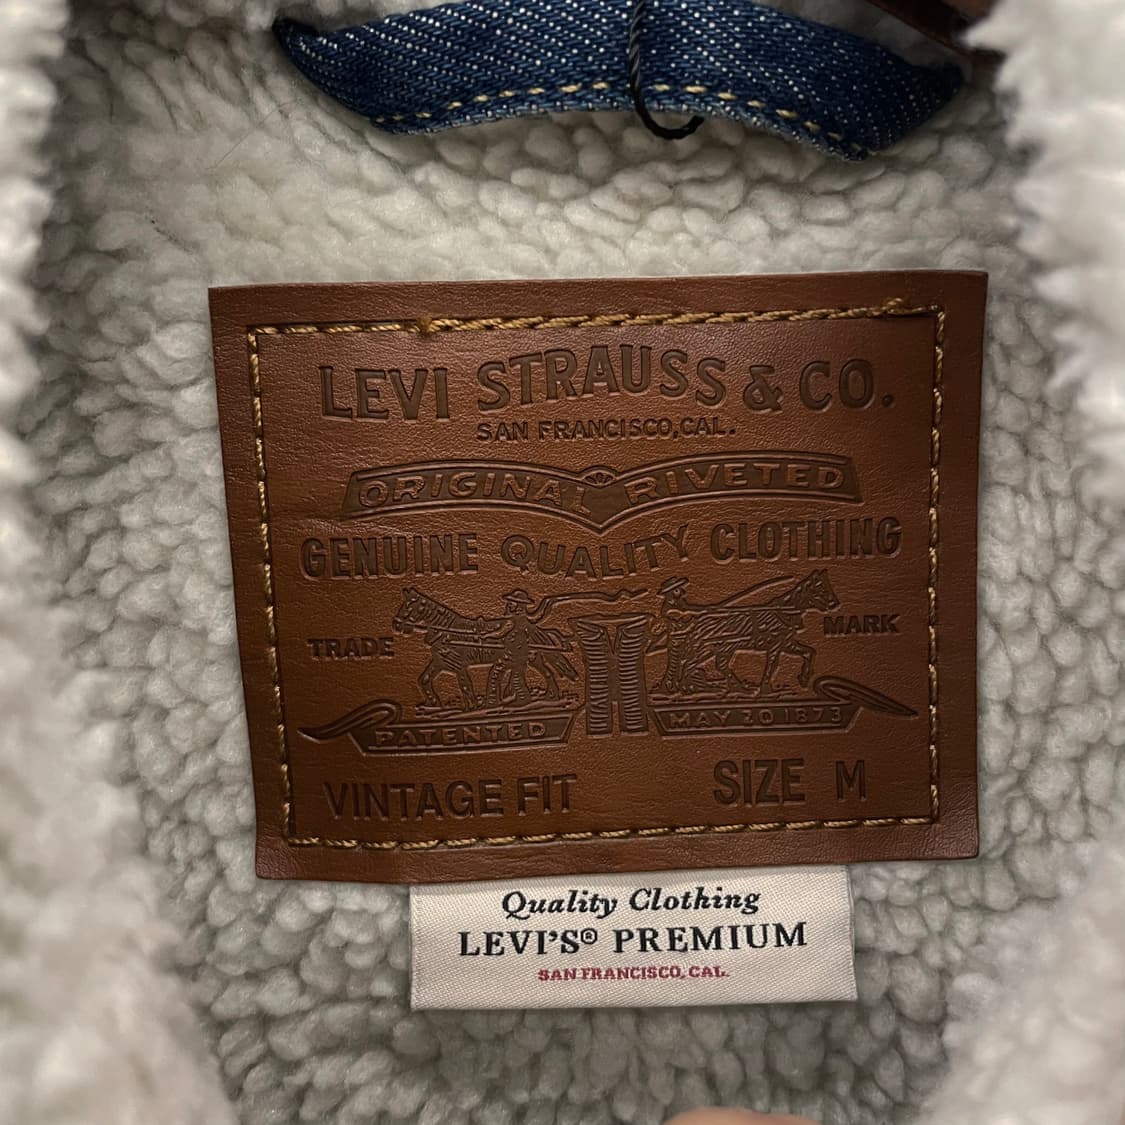 LEVI STRAUSS & CO.
SAN FRANCISCO, CAL.
ORIGINAL RIVETED
GENUINE QUALITY CLOTHING
TRADE MARK
PATENTED MAY 20 1873
VINTAGE FIT SIZE M
Quality Clothing
LEVI'S® PREMIUM
SAN FRANCISCO, CAL.